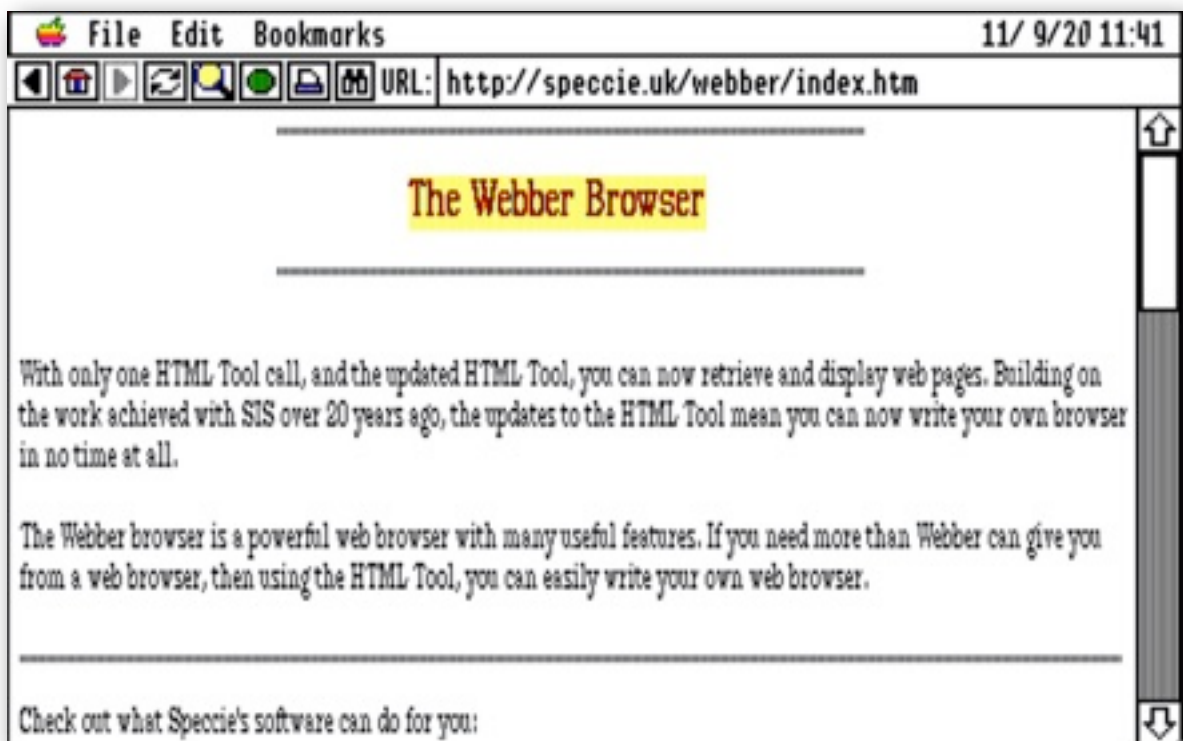 File Edit Bookmarks 11/ 9/20 11:41
URL: http://speccie.uk/webber/index.htm
The Webber Browser
With only one HTML Tool call, and the updated HTML Tool, you can now retrieve and display web pages. Building on
the work achieved with SIS over 20 years ago, the updates to the HTML Tool mean you can now write your own browser
in no time at all.
The Webber browser is a powerful web browser with many useful features. If you need more than Webber can give you
from a web browser, then using the HTML Tool, you can easily write your own web browser.
Check out what Speccie's software can do for you: